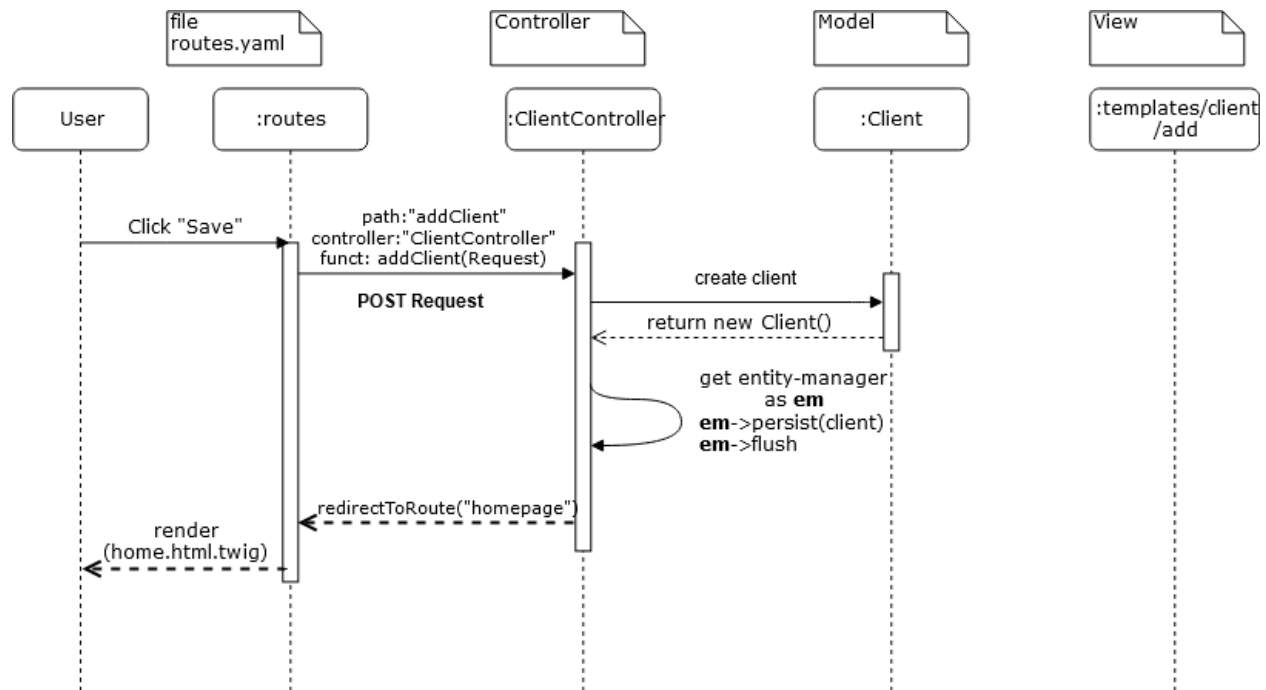 file
routes.yaml
Controller
Model
View
User
:routes
:ClientController
:Client
:templates/client
/add
Click "Save"
path:"addClient"
controller:"ClientController"
funct: addClient(Request)
POST Request
create client
return new Client()
get entity-manager
as em
em->persist(client)
em->flush
redirectToRoute("homepage")
render
(home.html.twig)